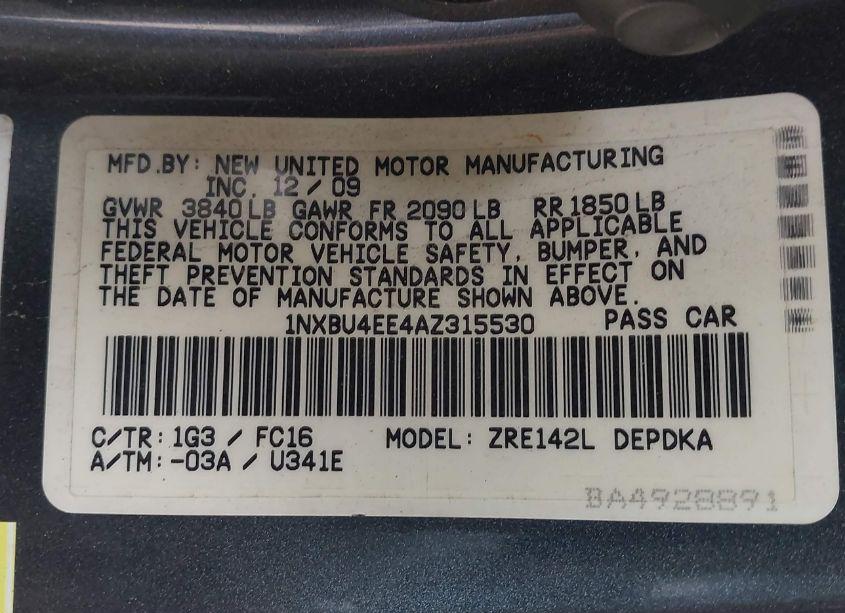 MFD.BY: NEW UNITED MOTOR MANUFACTURING
INC. 12/09
GVWR 3840LB GAWR FR 2090LB RR 1850LB
THIS VEHICLE CONFORMS TO ALL APPLICABLE
FEDERAL MOTOR VEHICLE SAFETY, BUMPER, AND
THEFT PREVENTION STANDARDS IN EFFECT ON
THE DATE OF MANUFACTURE SHOWN ABOVE.
1NXBU4EE4AZ315530 PASS CAR
C/TR: 1G3 / FC16 MODEL: ZRE142L DEPDKA
A/TM: -03A / U341E
BA4928891